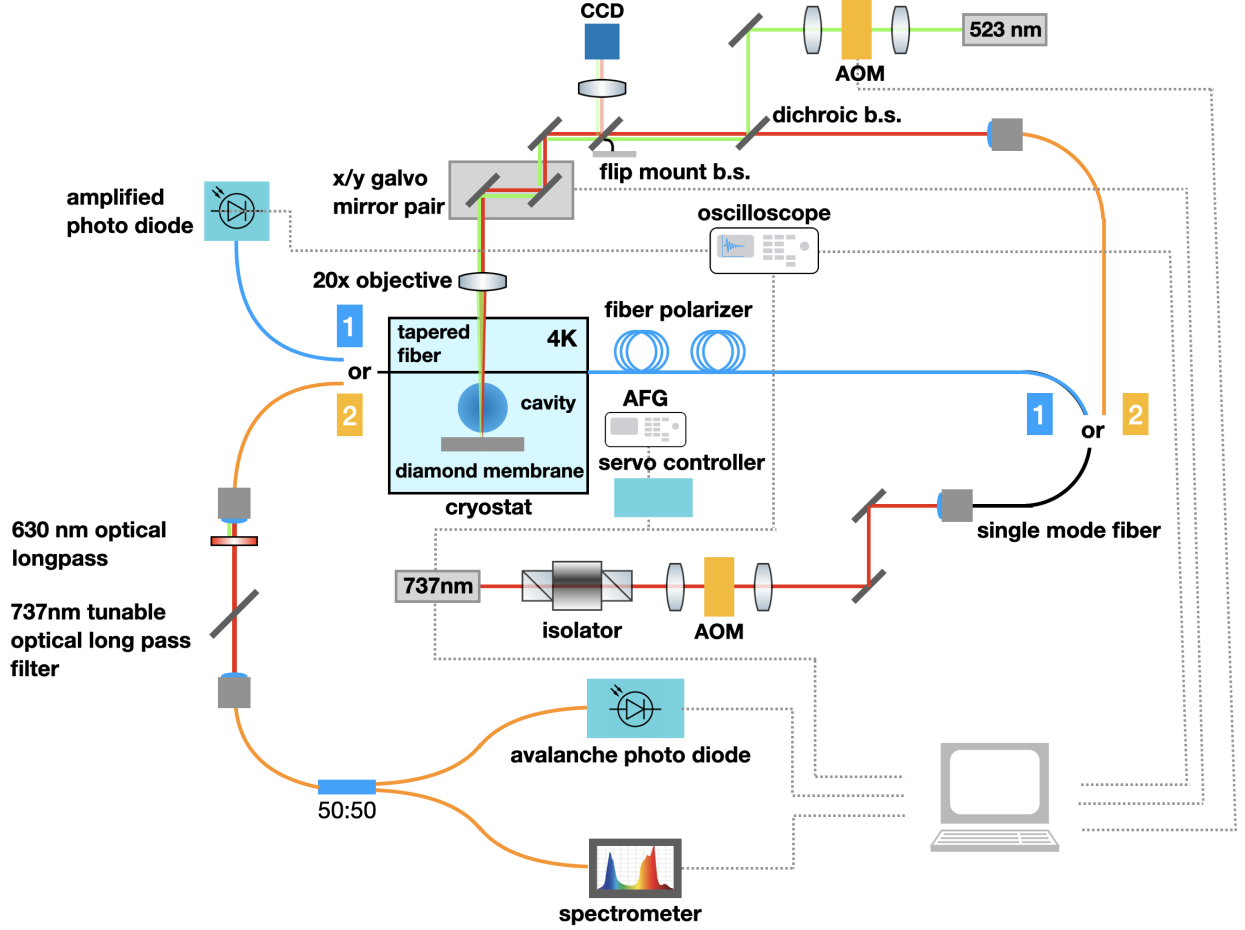 CCD
523 nm
AOM
dichroic b.s.
flip mount b.s.
x/y galvo
mirror pair
amplified
photo diode
oscilloscope
20x objective
fiber polarizer
1
tapered
fiber
4K
or
2
cavity
AFG
1
2
or
diamond membrane
servo controller
cryostat
single mode fiber
630 nm optical
longpass
737nm
isolator
AOM
737nm tunable
optical long pass
filter
avalanche photo diode
50:50
spectrometer